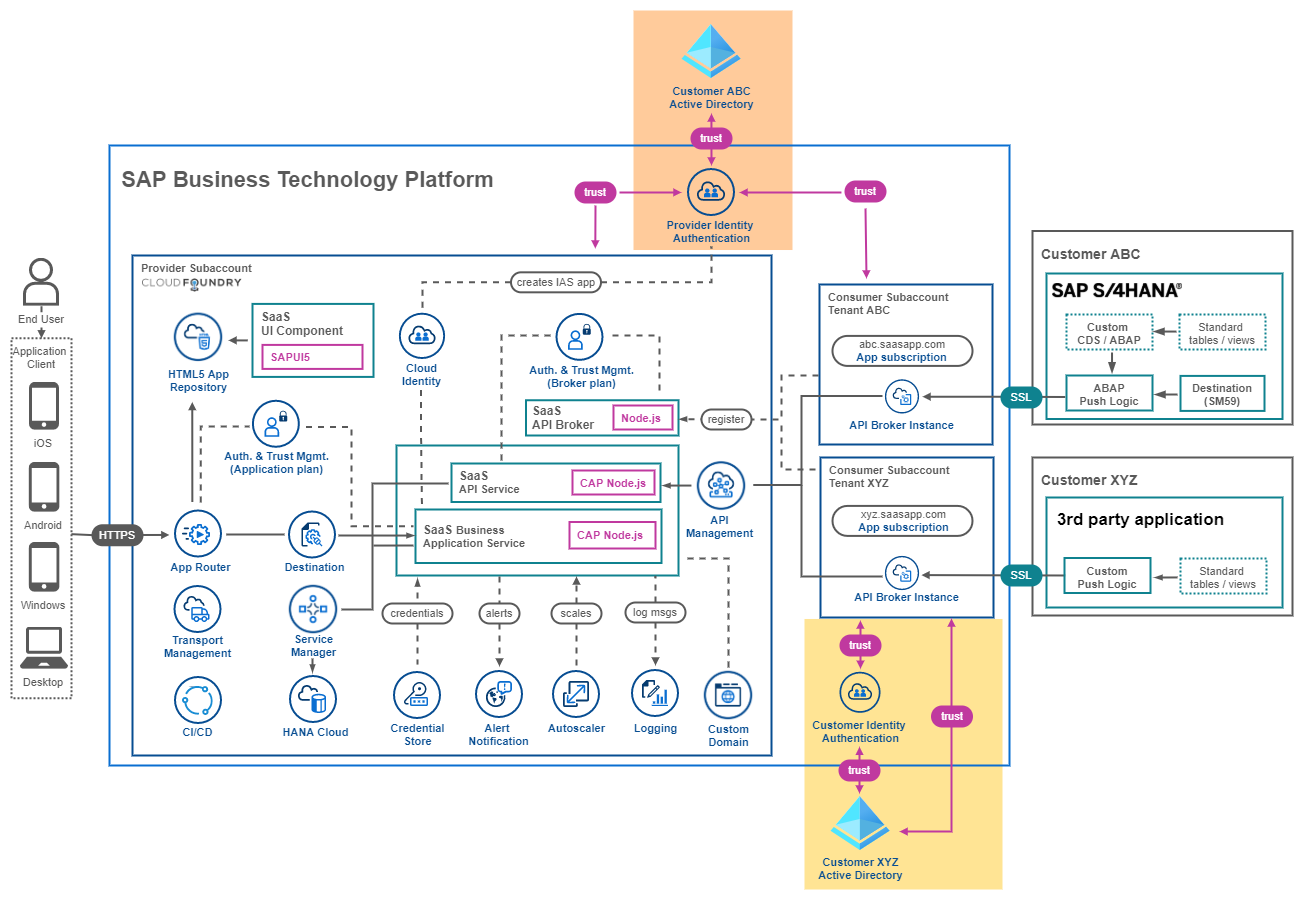 Customer ABC
Active Directory
trust
SAP Business Technology Platform
trust
trust
Provider Identity
Authentication
Provider Subaccount
CLOUD FOUNDRY
creates IAS app
End User
Application
Client
iOS
Android
Windows
Desktop
HTTPS
SaaS
UI Component
SAPUI5
HTML5 App
Repository
Cloud
Identity
Auth. & Trust Mgmt.
(Broker plan)
Auth. & Trust Mgmt.
(Application plan)
SaaS
API Broker
Node.js
register
SaaS
API Service
CAP Node.js
SaaS Business
Application Service
CAP Node.js
API
Management
App Router
Destination
Transport
Management
Service
Manager
CI/CD
HANA Cloud
credentials
alerts
scales
log msgs
Credential
Store
Alert
Notification
Autoscaler
Logging
Custom
Domain
Consumer Subaccount
Tenant ABC
abc.saasapp.com
App subscription
API Broker Instance
Consumer Subaccount
Tenant XYZ
xyz.saasapp.com
App subscription
API Broker Instance
SSL
SSL
Customer ABC
SAP S/4HANA®
Custom
CDS / ABAP
Standard
tables / views
ABAP
Push Logic
Destination
(SM59)
Customer XYZ
3rd party application
Custom
Push Logic
Standard
tables / views
trust
Customer Identity
Authentication
trust
trust
Customer XYZ
Active Directory